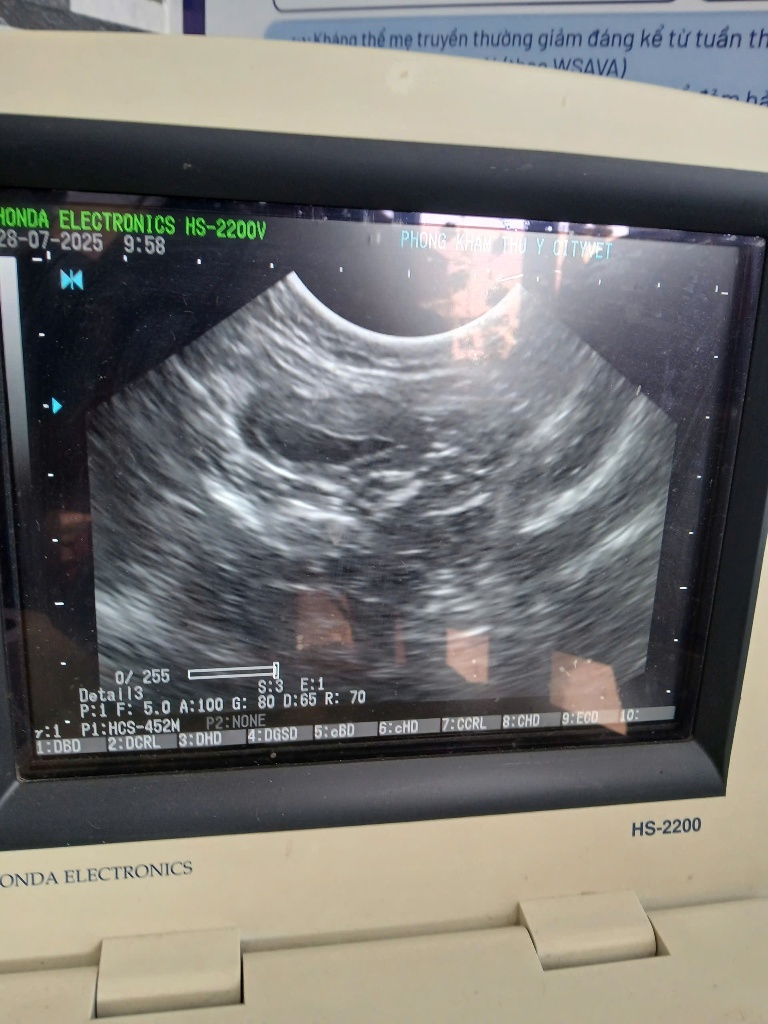 Kháng thể mẹ truyền thường giảm đáng kể từ tuần th
WSAVA)
HONDA ELECTRONICS HS-2200V
28-07-2025 9:58
PHONG KHAM THU Y CITYVET
0/ 255
S:3 E:1
Detail3
P:1 F: 5.0 A:100 G: 80 D:65 R: 70
r:1 P1:HCS-452M P2:NONE
1:DBD 2:DCRL 3:DHD 4:DGSD 5:cBD 6:cHD 7:CCRL 8:CHD 9:ECD 10:
HS-2200
ONDA ELECTRONICS